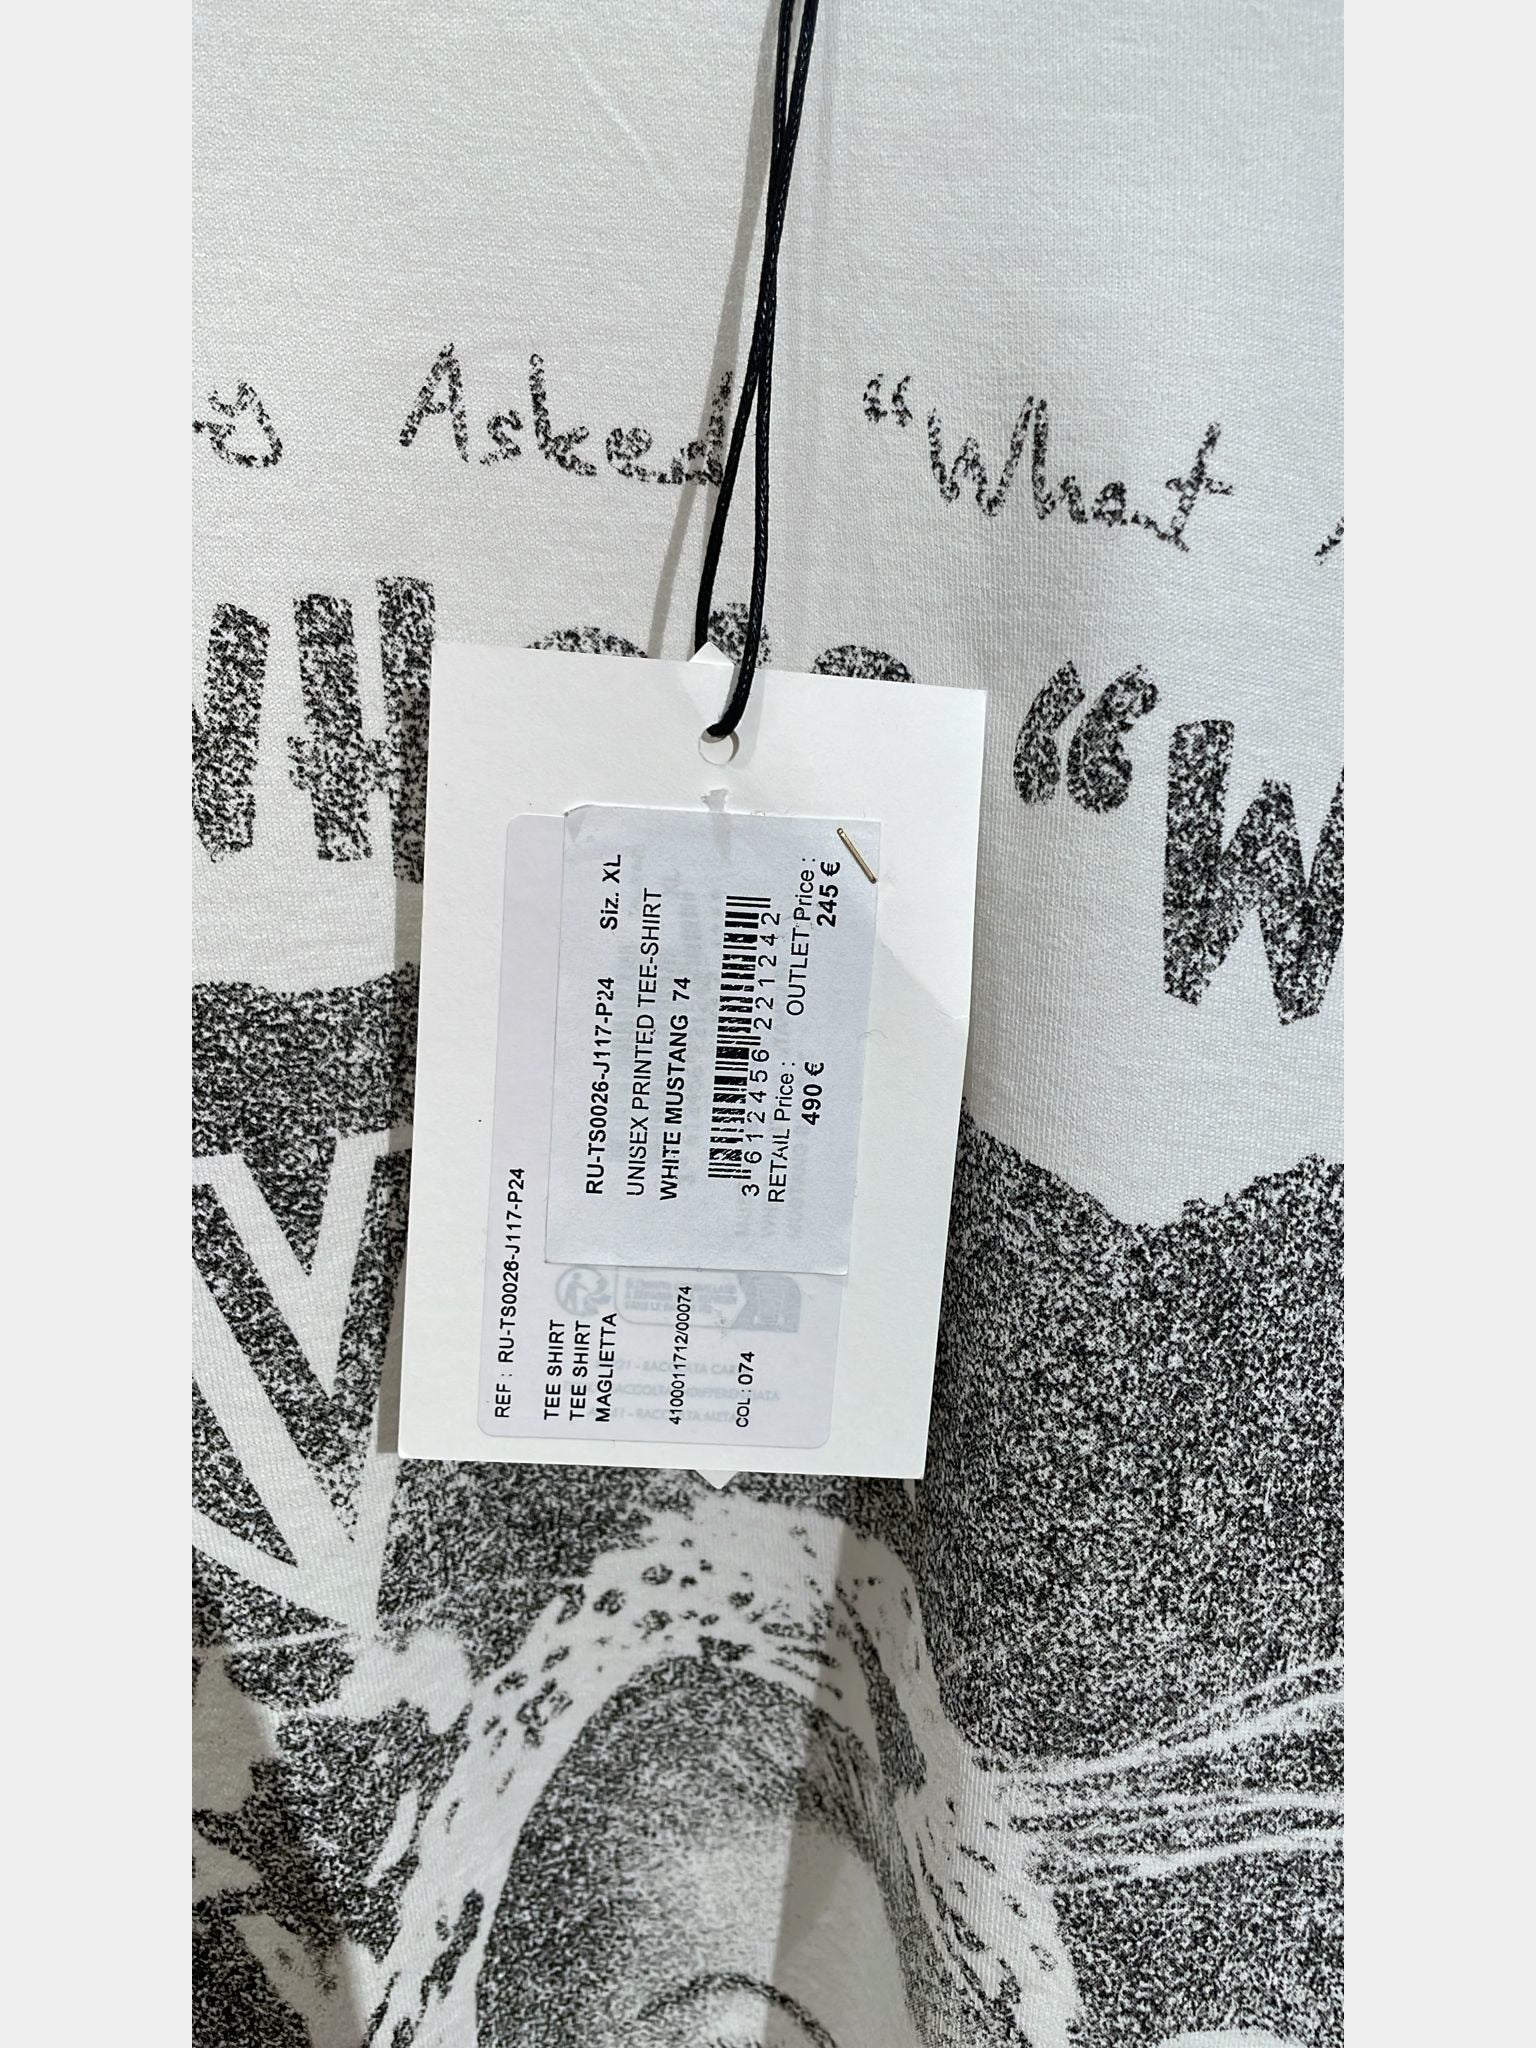 Asked "What
"W
RU-TS0026-J117-P24 Siz. XL
UNISEX PRINTED TEE-SHIRT
WHITE MUSTANG 74
3 612456 221242
RETAIL Price : OUTLET Price :
490 € 245 €
REF : RU-TS0026-J117-P24
TEE SHIRT
TEE SHIRT
MAGLIETTA
4100011712/00074
COL : 074